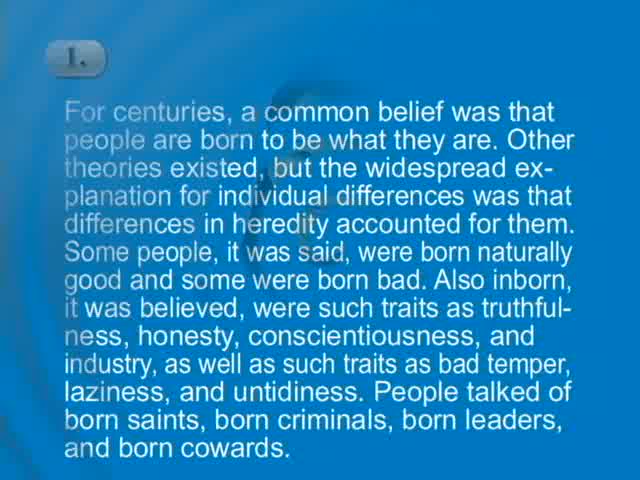 1.
For centuries, a common belief was that
people are born to be what they are. Other
theories existed, but the widespread ex-
planation for individual differences was that
differences in heredity accounted for them.
Some people, it was said, were born naturally
good and some were born bad. Also inborn,
it was believed, were such traits as truthful-
ness, honesty, conscientiousness, and
industry, as well as such traits as bad temper,
laziness, and untidiness. People talked of
born saints, born criminals, born leaders,
and born cowards.